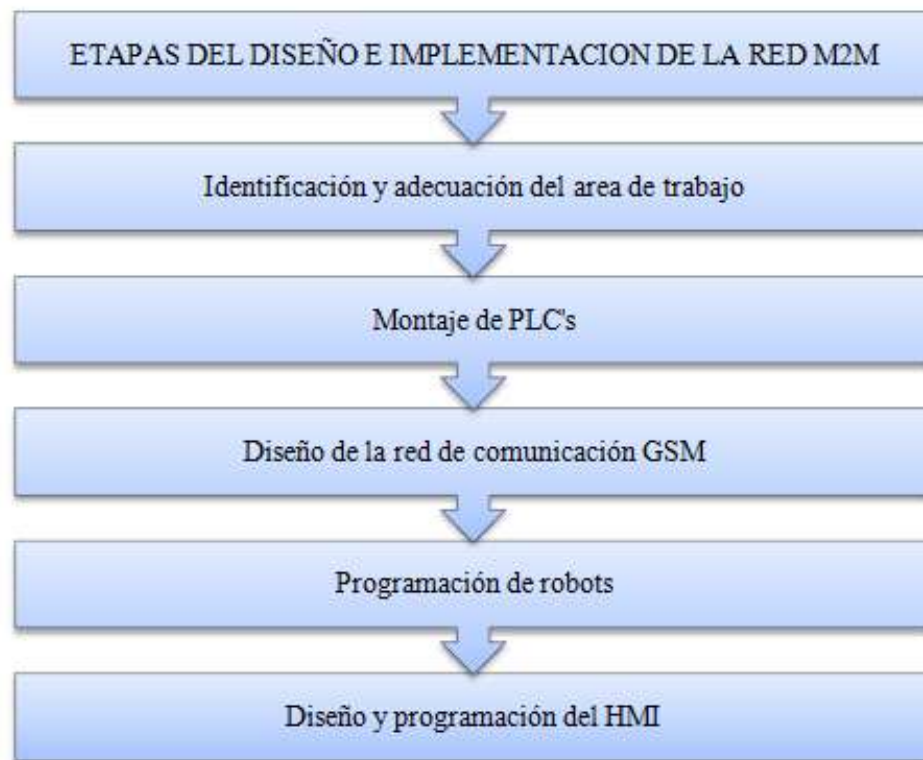 ETAPAS DEL DISEÑO E IMPLEMENTACION DE LA RED M2M
Identificación y adecuación del area de trabajo
Montaje de PLC's
Diseño de la red de comunicación GSM
Programación de robots
Diseño y programación del HMI